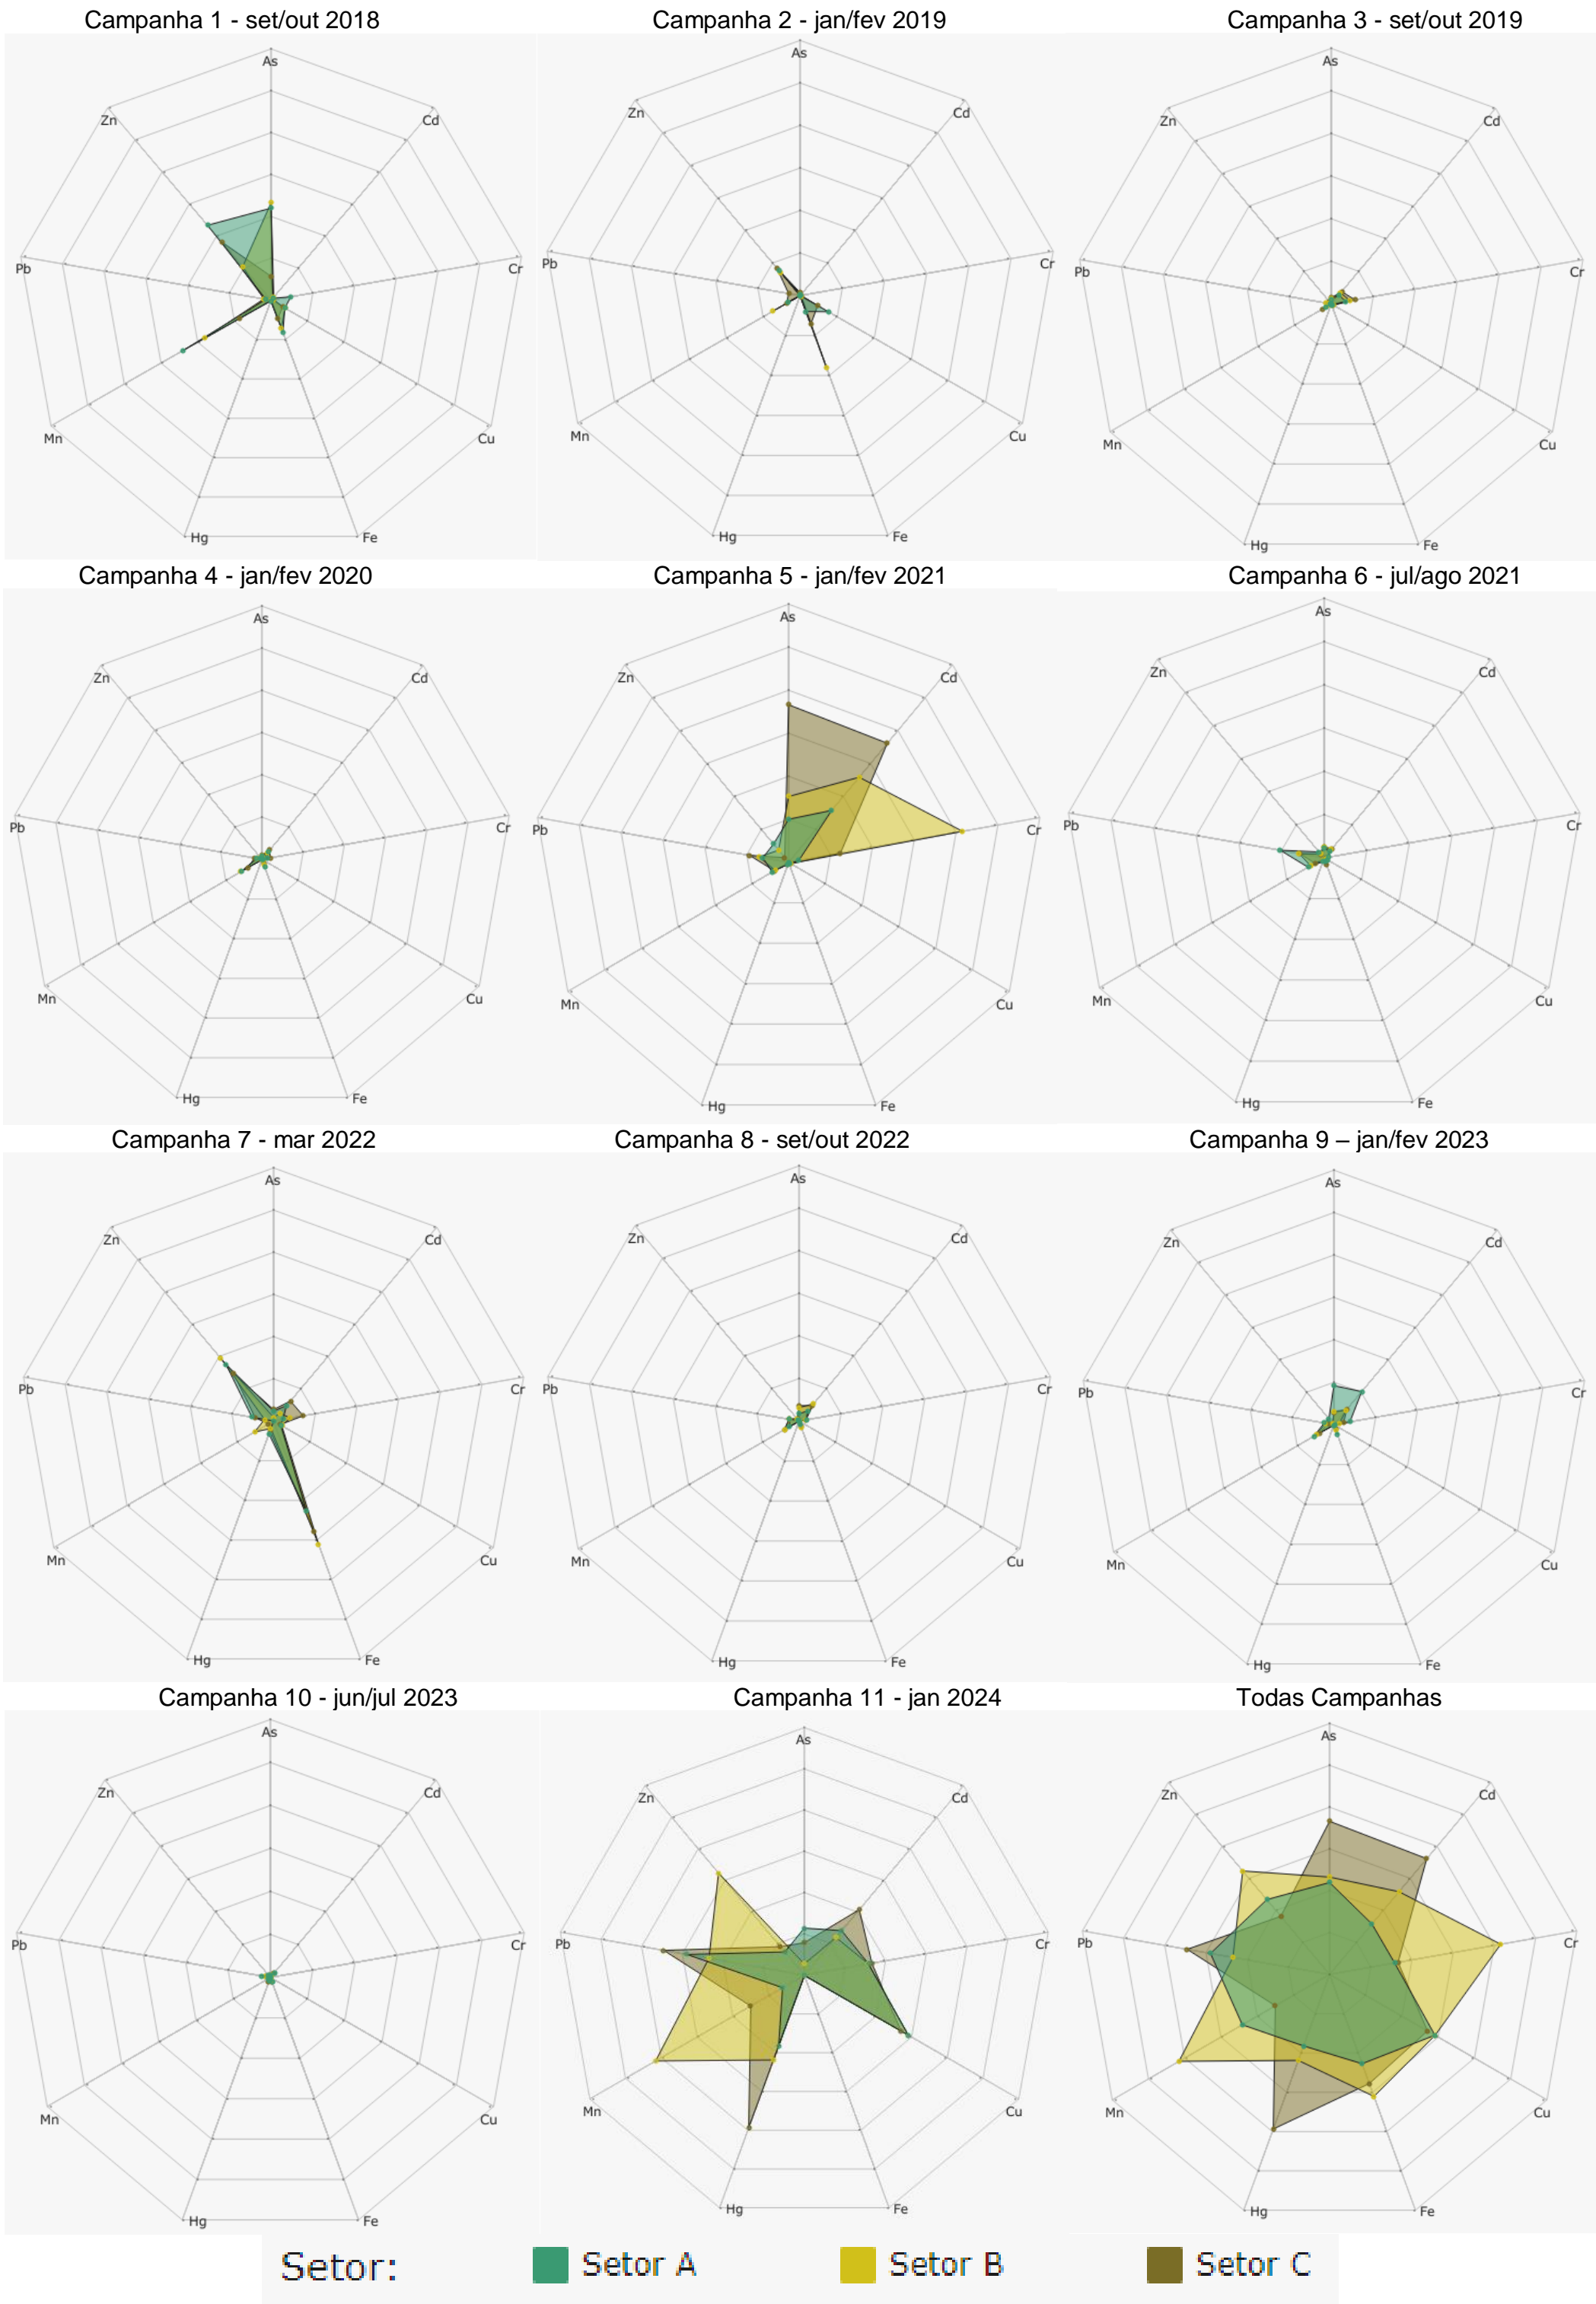 Campanha 1 - set/out 2018
Campanha 2 - jan/fev 2019
Campanha 3 - set/out 2019
As
Zn
Cd
Pb
Cr
Mn
Cu
Hg
Fe
As
Zn
Cd
Pb
Cr
Mn
Cu
Hg
Fe
As
Zn
Cd
Pb
Cr
Mn
Cu
Hg
Fe
Campanha 4 - jan/fev 2020
Campanha 5 - jan/fev 2021
Campanha 6 - jul/ago 2021
As
Zn
Cd
Pb
Cr
Mn
Cu
Hg
Fe
As
Zn
Cd
Pb
Cr
Mn
Cu
Hg
Fe
As
Zn
Cd
Pb
Cr
Mn
Cu
Hg
Fe
Campanha 7 - mar 2022
Campanha 8 - set/out 2022
Campanha 9 – jan/fev 2023
As
Zn
Cd
Pb
Cr
Mn
Cu
Hg
Fe
As
Zn
Cd
Pb
Cr
Mn
Cu
Hg
Fe
As
Zn
Cd
Pb
Cr
Mn
Cu
Hg
Fe
Campanha 10 - jun/jul 2023
Campanha 11 - jan 2024
Todas Campanhas
As
Zn
Cd
Pb
Cr
Mn
Cu
Hg
Fe
As
Zn
Cd
Pb
Cr
Mn
Cu
Hg
Fe
As
Zn
Cd
Pb
Cr
Mn
Cu
Hg
Fe
Setor: Setor A Setor B Setor C